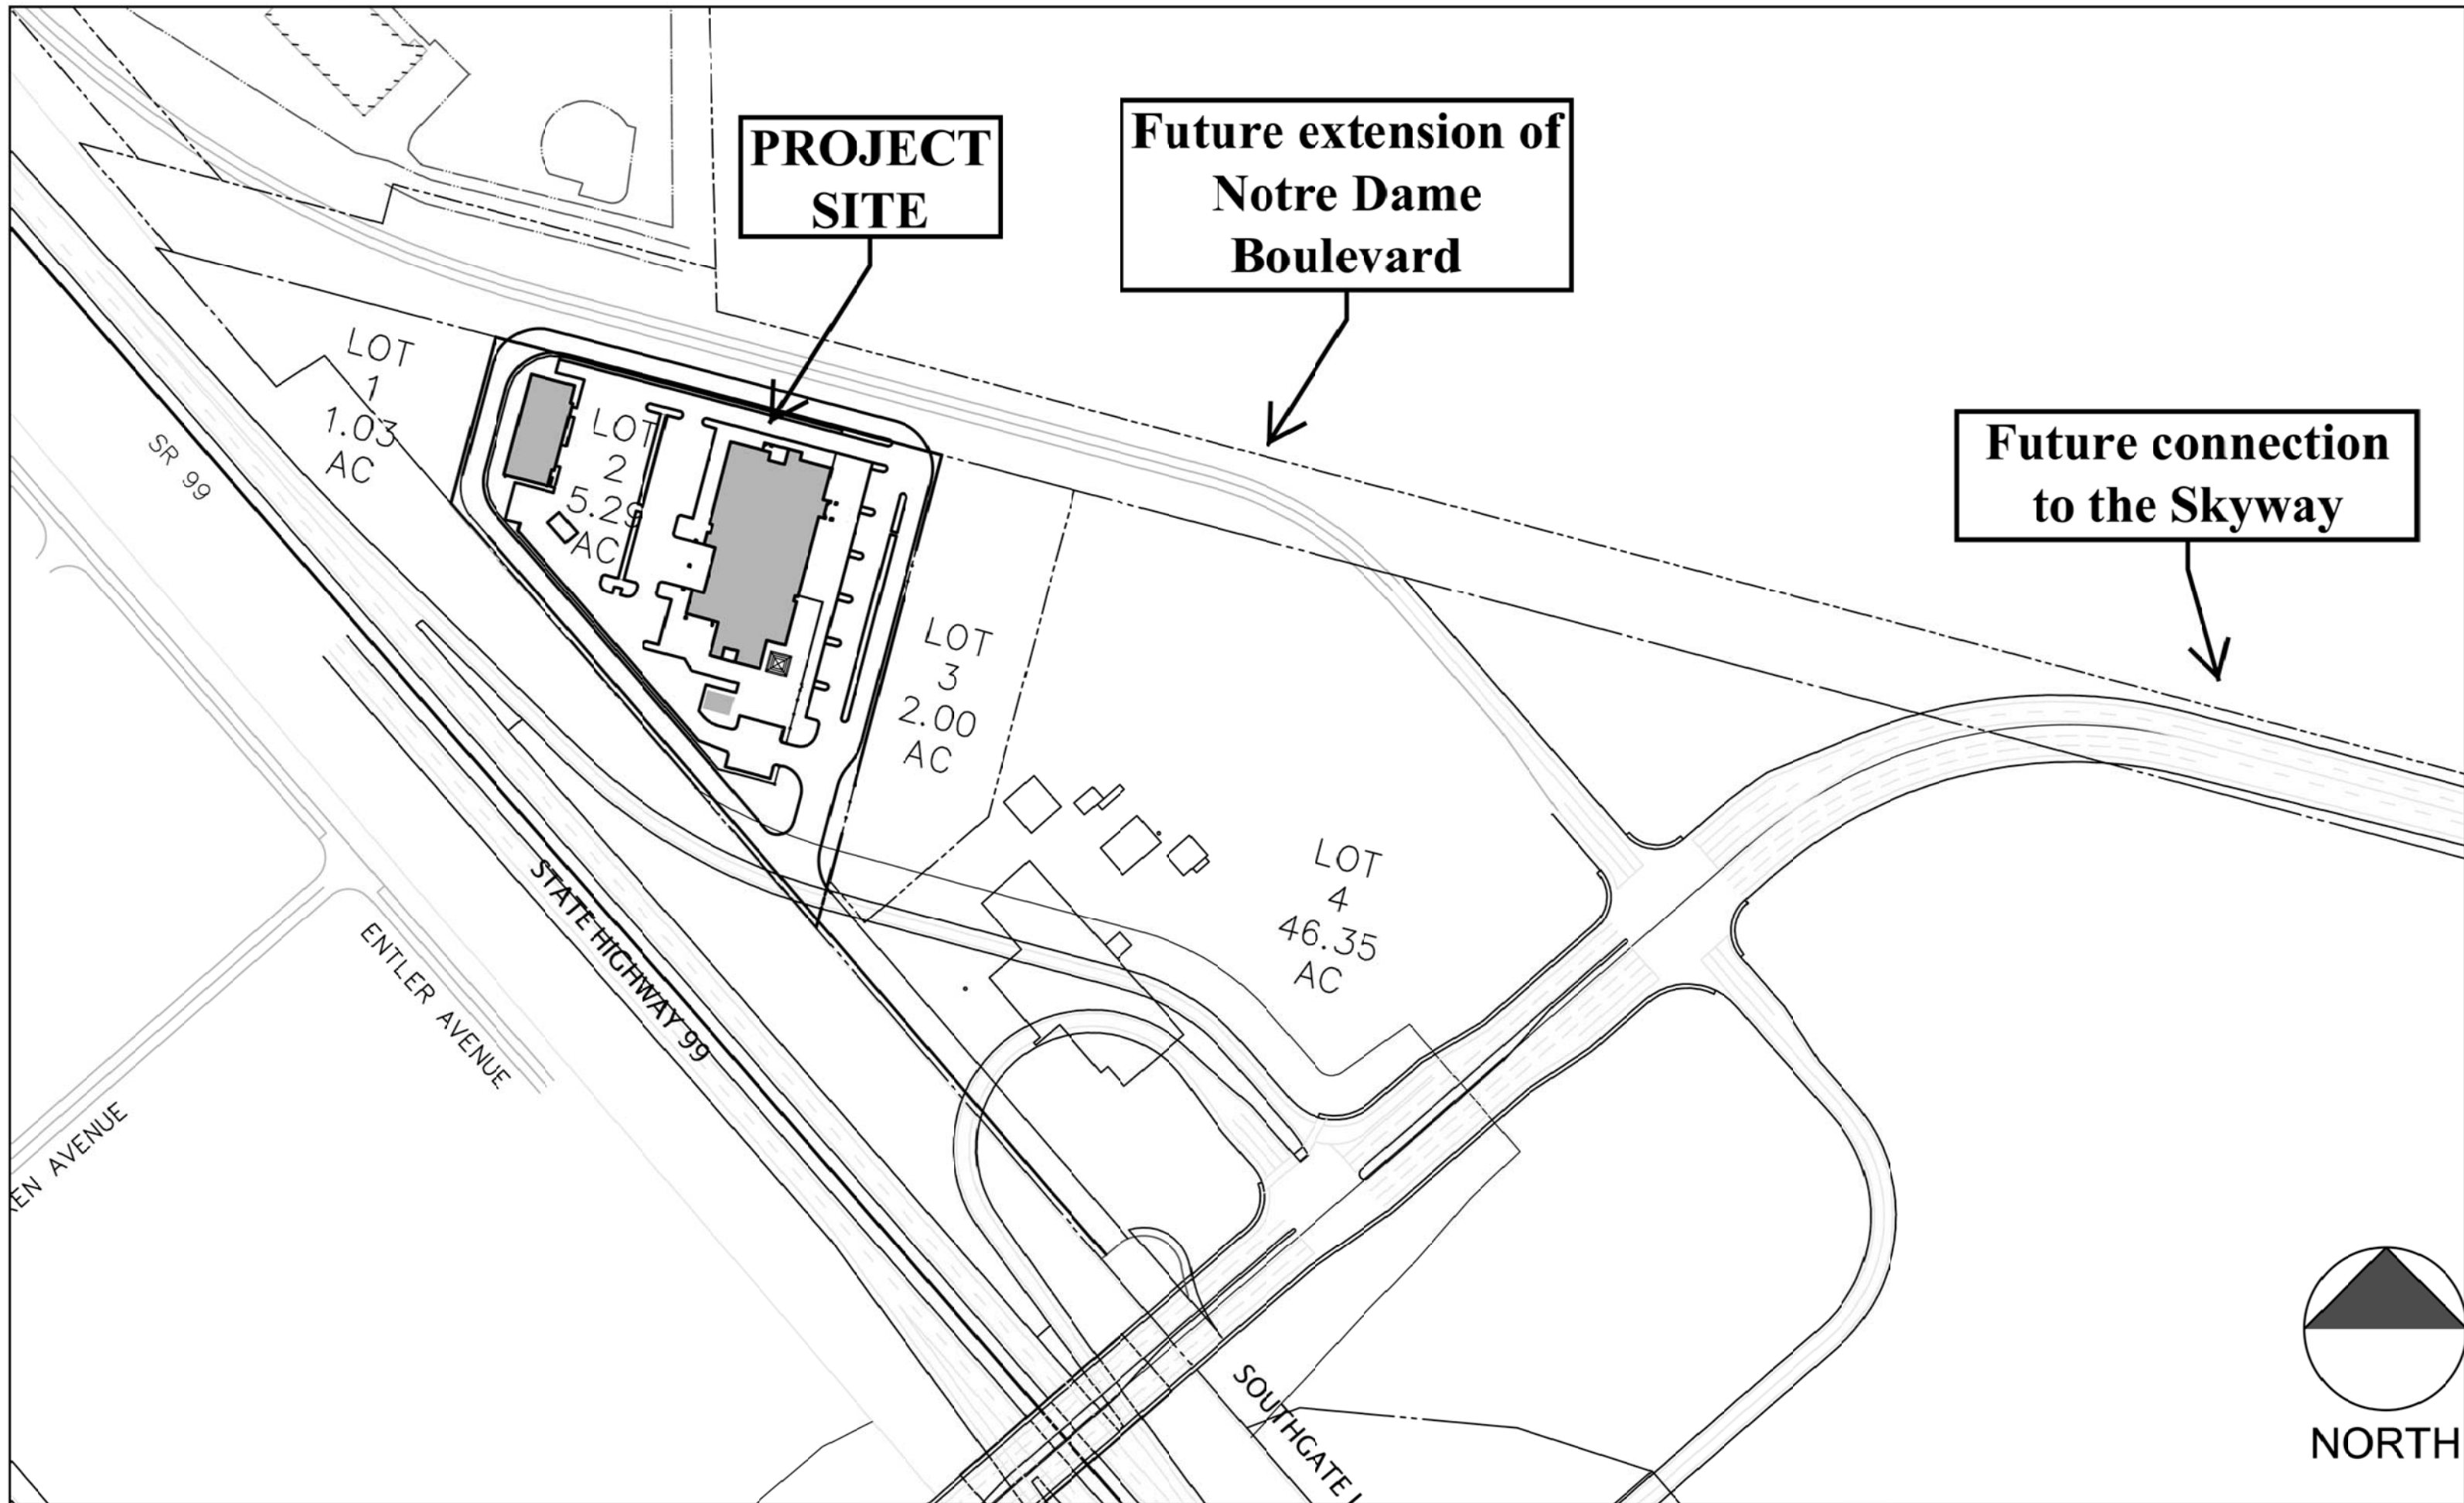 PROJECT
SITE
Future extension of
Notre Dame
Boulevard
Future connection
to the Skyway
LOT
1
1.03
AC
LOT
2
5.29
AC
LOT
3
2.00
AC
LOT
4
46.35
AC
SR 99
STATE HIGHWAY 99
ENTLER AVENUE
AVENUE
SOUTHGATE
NORTH